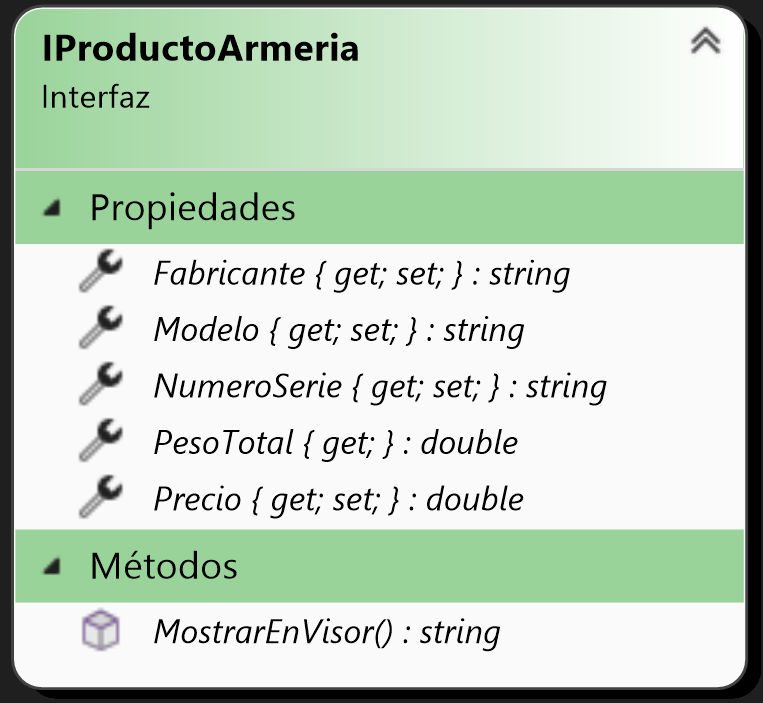 IProductoArmeria
Interfaz
Propiedades
Fabricante { get; set; } : string
Modelo { get; set; } : string
NumeroSerie { get; set; } : string
PesoTotal { get; } : double
Precio { get; set; } : double
Métodos
MostrarEnVisor() : string